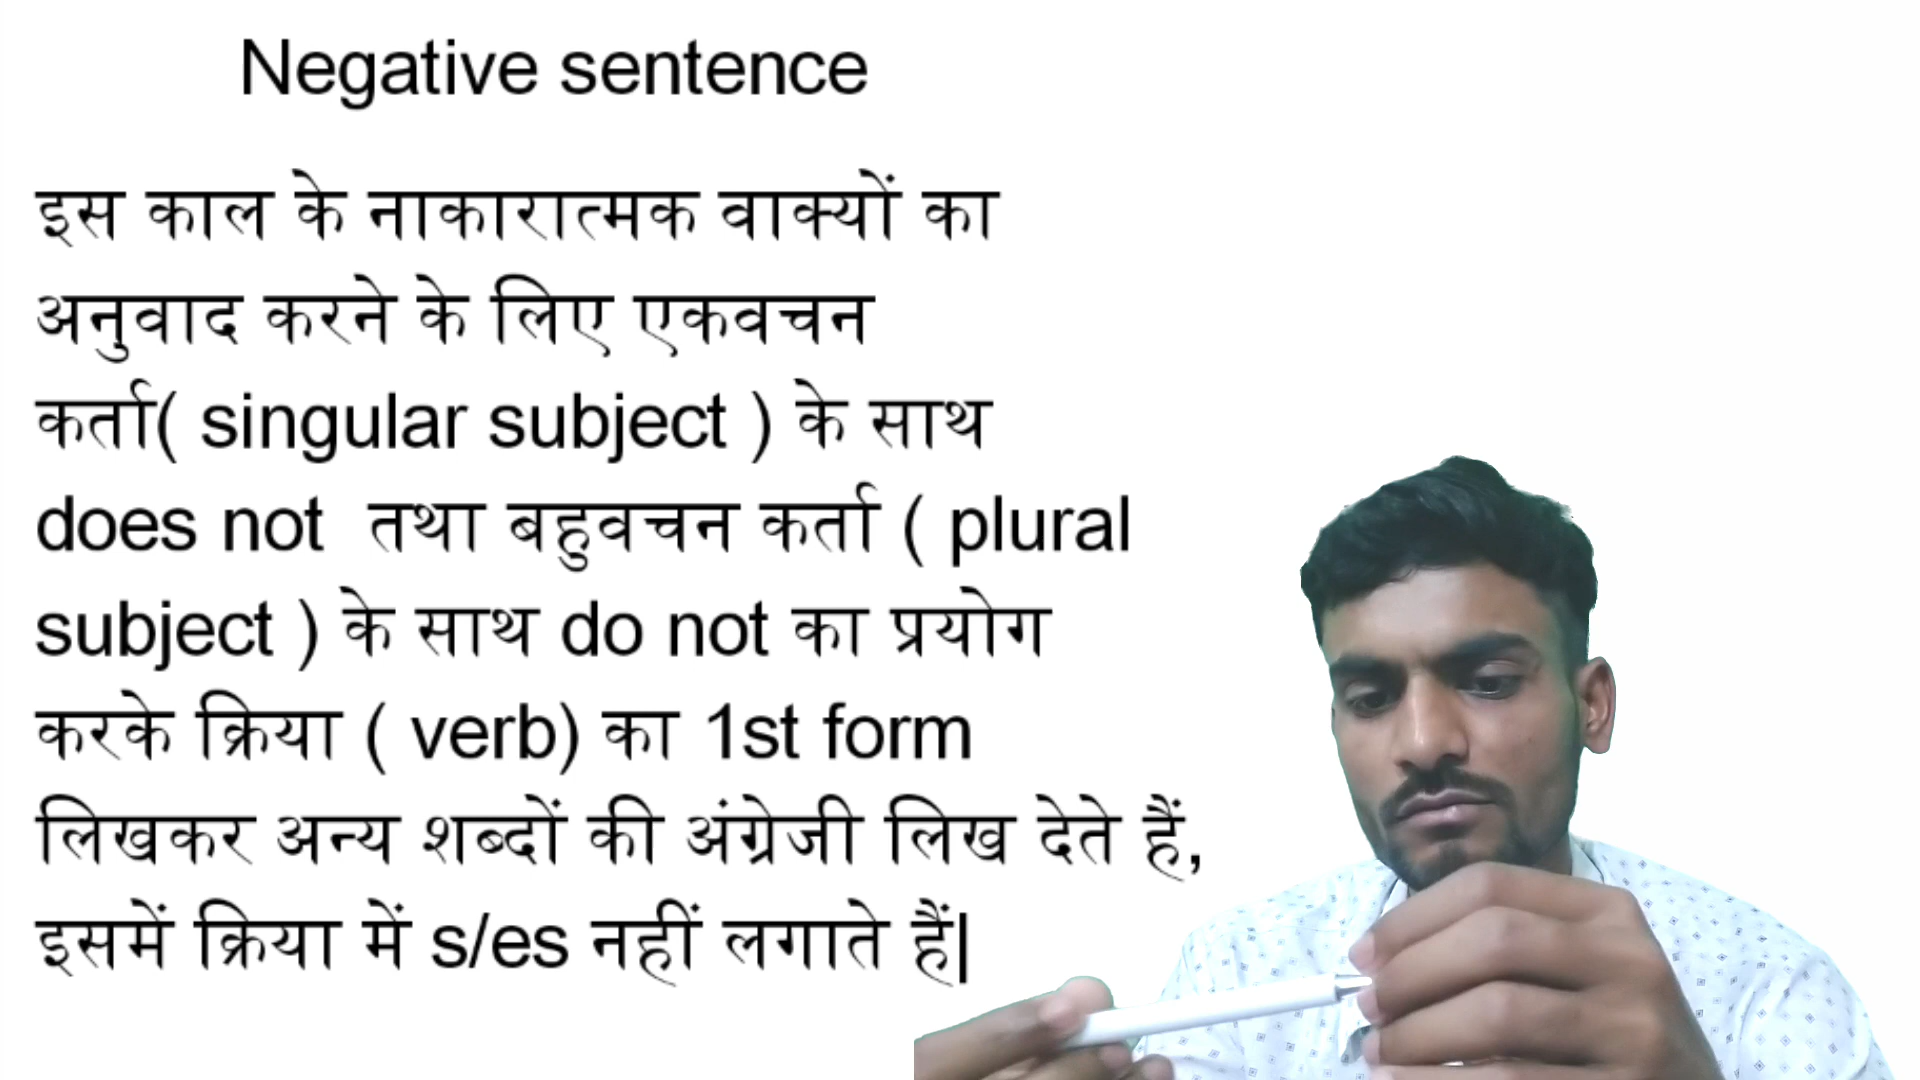 Negative sentence
इस काल के नाकारात्मक वाक्यों का
अनुवाद करने के लिए एकवचन
कर्ता( singular subject ) के साथ
does not तथा बहुवचन कर्ता ( plural
subject ) के साथ do not का प्रयोग
करके क्रिया ( verb) का 1st form
लिखकर अन्य शब्दों की अंग्रेजी लिख देते हैं,
इसमें क्रिया में s/es नहीं लगाते हैं|